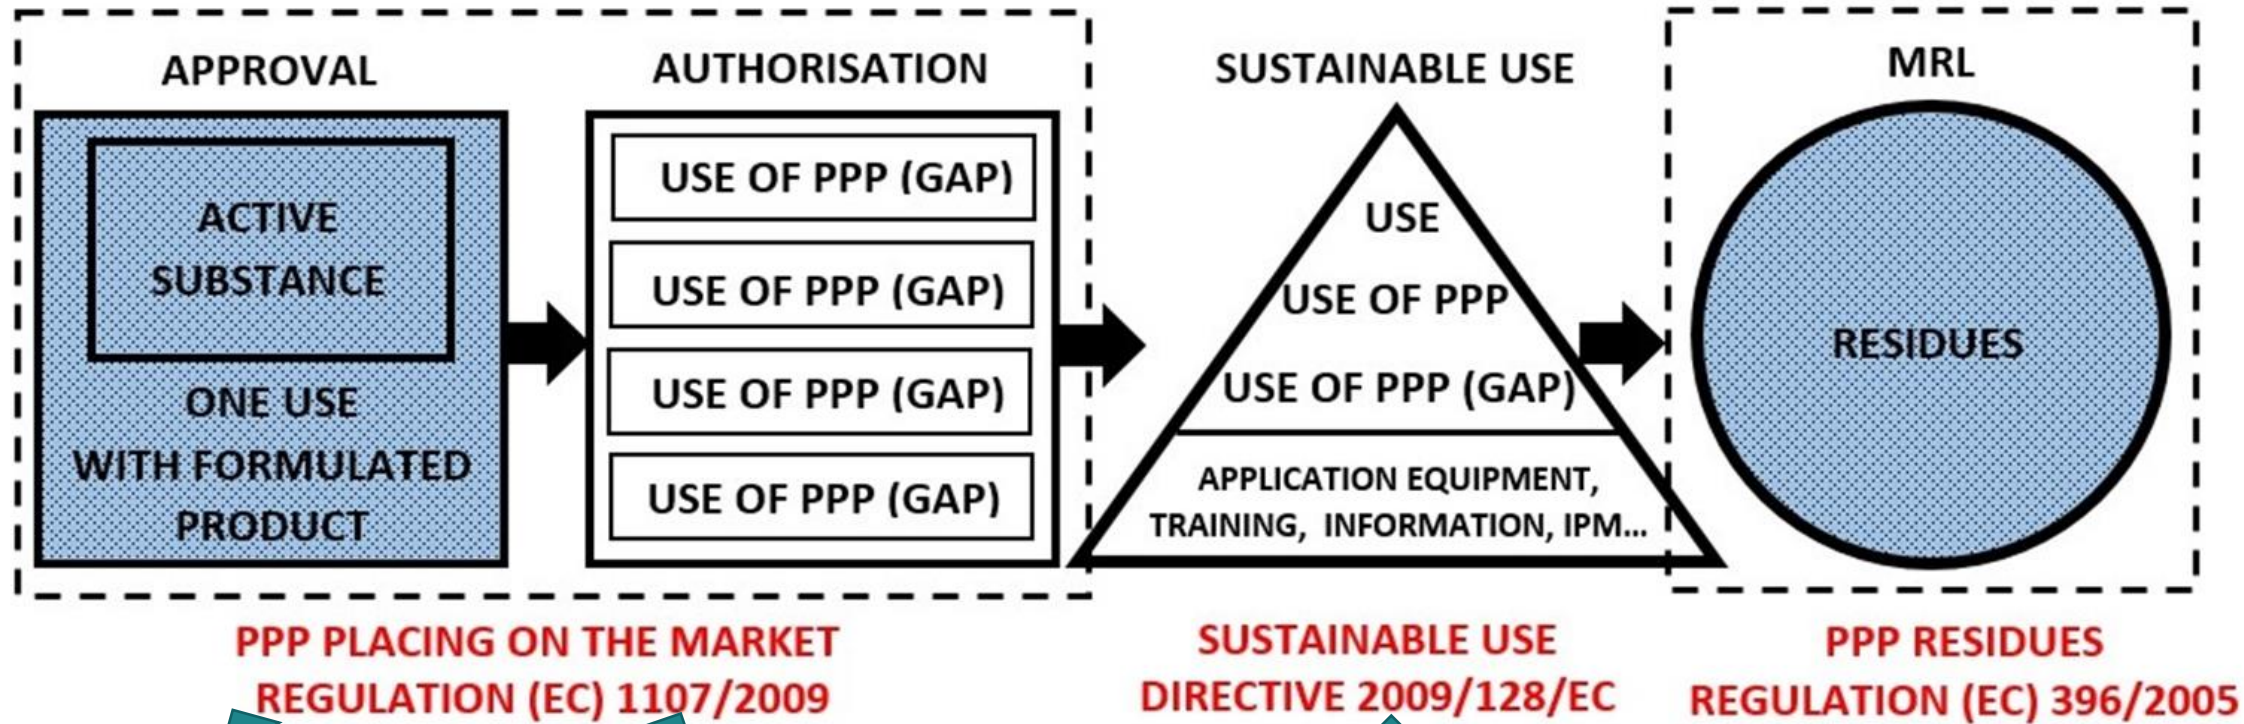 APPROVAL
ACTIVE
SUBSTANCE
ONE USE
WITH FORMULATED
PRODUCT
AUTHORISATION
USE OF PPP (GAP)
USE OF PPP (GAP)
USE OF PPP (GAP)
USE OF PPP (GAP)
PPP PLACING ON THE MARKET
REGULATION (EC) 1107/2009
SUSTAINABLE USE
USE
USE OF PPP
USE OF PPP (GAP)
APPLICATION EQUIPMENT,
TRAINING, INFORMATION, IPM...
SUSTAINABLE USE
DIRECTIVE 2009/128/EC
MRL
RESIDUES
PPP RESIDUES
REGULATION (EC) 396/2005